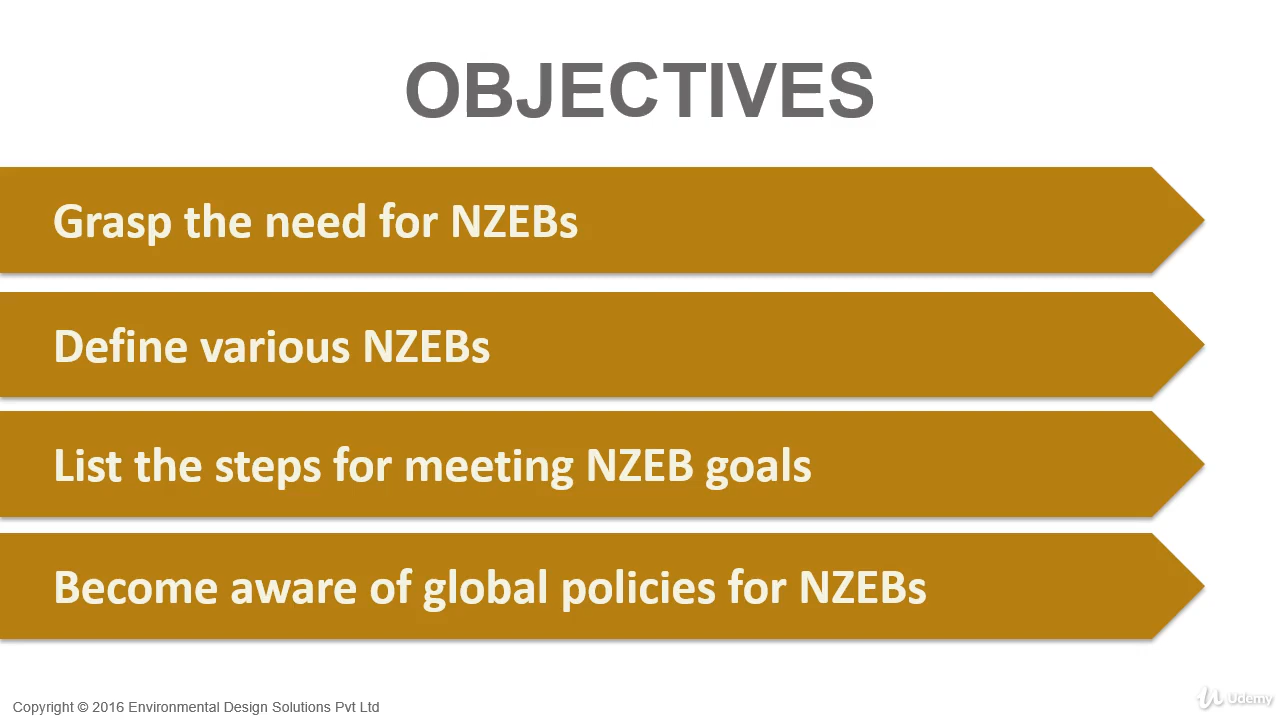 OBJECTIVES
Grasp the need for NZEBs
Define various NZEBs
List the steps for meeting NZEB goals
Become aware of global policies for NZEBs
Copyright © 2016 Environmental Design Solutions Pvt Ltd
Udemy